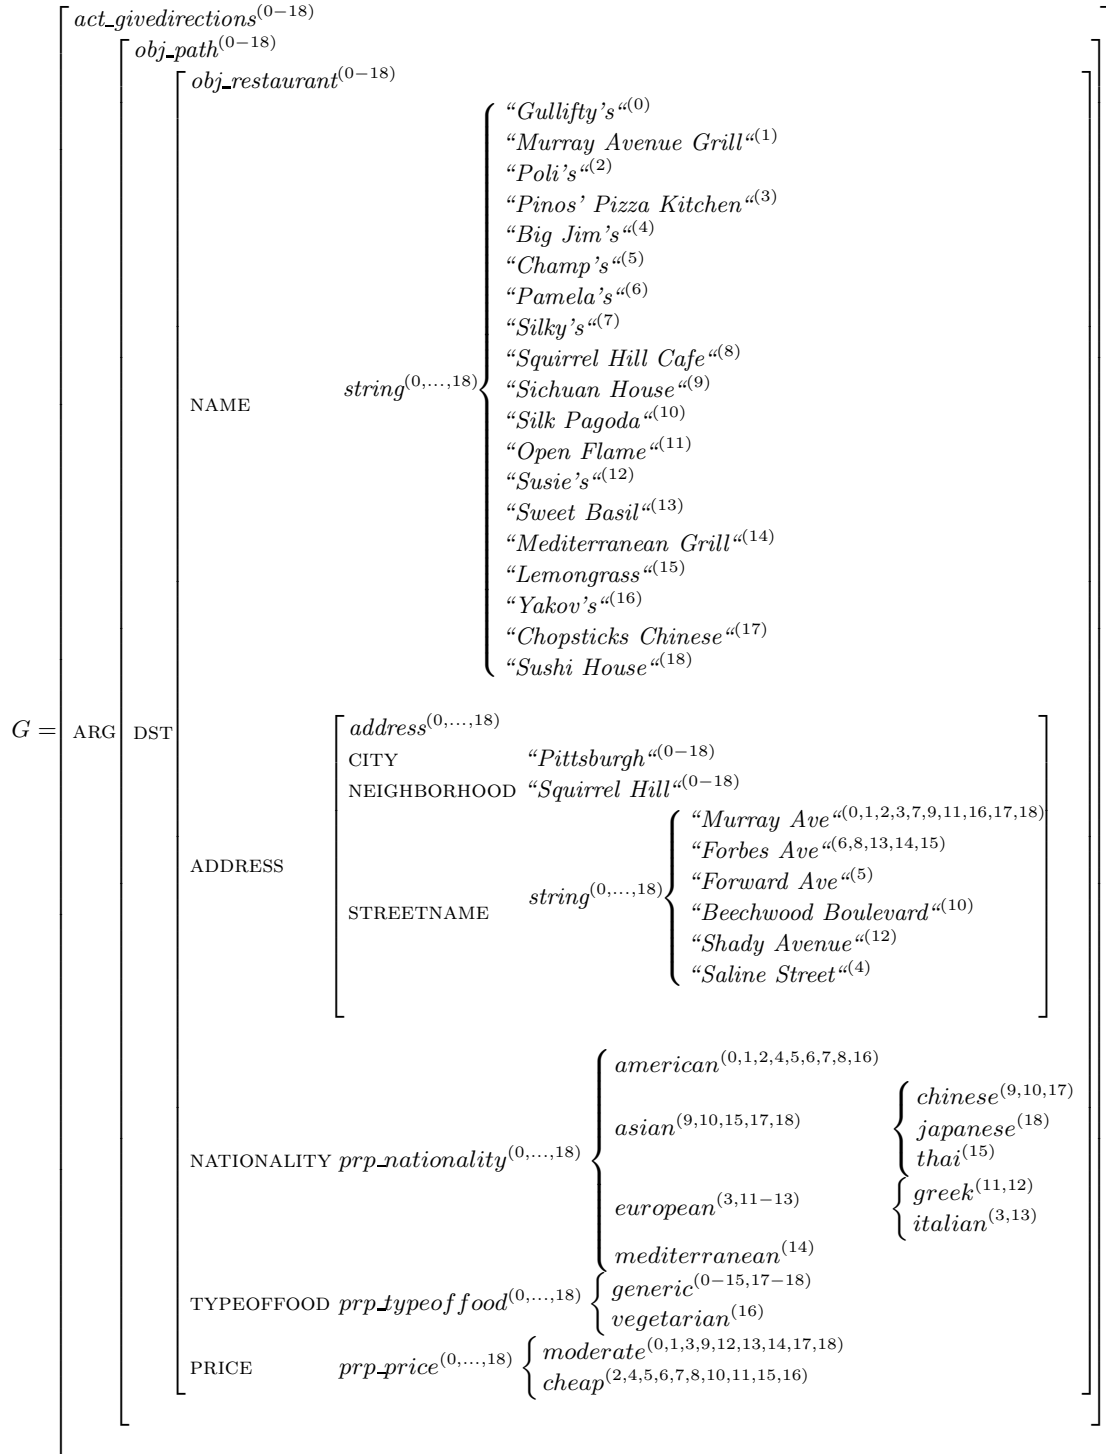 act_givedirections(0−18)
obj_path(0−18)
obj_restaurant(0−18)
“Gullifty’s“(0)
“Murray Avenue Grill“(1)
“Poli’s“(2)
“Pinos’ Pizza Kitchen“(3)
“Big Jim’s“(4)
“Champ’s“(5)
“Pamela’s“(6)
“Silky’s“(7)
“Squirrel Hill Cafe“(8)
NAME string(0,...,18) “Sichuan House“(9)
“Silk Pagoda“(10)
“Open Flame“(11)
“Susie’s“(12)
“Sweet Basil“(13)
“Mediterranean Grill“(14)
“Lemongrass“(15)
“Yakov’s“(16)
“Chopsticks Chinese“(17)
“Sushi House“(18)
G = ARG DST
address(0,...,18)
CITY “Pittsburgh“(0−18)
NEIGHBORHOOD “Squirrel Hill“(0−18)
“Murray Ave“(0,1,2,3,7,9,11,16,17,18)
“Forbes Ave“(6,8,13,14,15)
ADDRESS
“Forward Ave“(5)
STREETNAME string(0,...,18) “Beechwood Boulevard“(10)
“Shady Avenue“(12)
“Saline Street“(4)
american(0,1,2,4,5,6,7,8,16)
chinese(9,10,17)
asian(9,10,15,17,18) japanese(18)
thai(15)
NATIONALITY prp_nationality(0,...,18)
greek(11,12)
european(3,11−13)
italian(3,13)
mediterranean(14)
generic(0−15,17−18)
TYPEOFFOOD prp_typeoffood(0,...,18)
vegetarian(16)
moderate(0,1,3,9,12,13,14,17,18)
PRICE prp_price(0,...,18)
cheap(2,4,5,6,7,8,10,11,15,16)